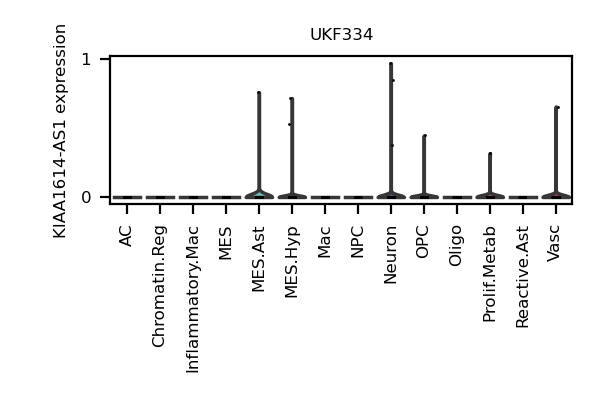 UKF334
KIAA1614-AS1 expression
1
0
AC
Chromatin.Reg
Inflammatory.Mac
MES
MES.Ast
MES.Hyp
Mac
NPC
Neuron
OPC
Oligo
Prolif.Metab
Reactive.Ast
Vasc